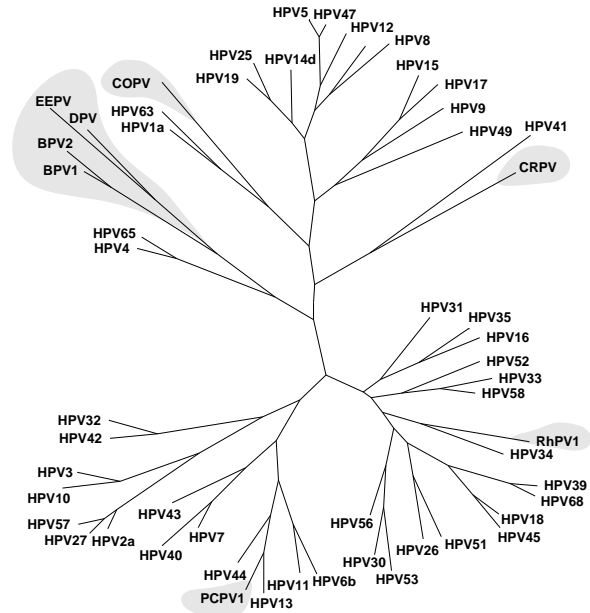 HPV5
HPV47
HPV12
HPV8
HPV25
HPV14d
HPV19
HPV15
HPV17
HPV9
HPV49
HPV41
CRPV
COPV
HPV63
HPV1a
EEPV
DPV
BPV2
BPV1
HPV65
HPV4
HPV31
HPV35
HPV16
HPV52
HPV33
HPV58
RhPV1
HPV34
HPV39
HPV68
HPV18
HPV45
HPV51
HPV26
HPV53
HPV30
HPV56
HPV32
HPV42
HPV3
HPV10
HPV57
HPV27
HPV2a
HPV43
HPV40
HPV7
HPV44
PCPV1
HPV13
HPV11
HPV6b